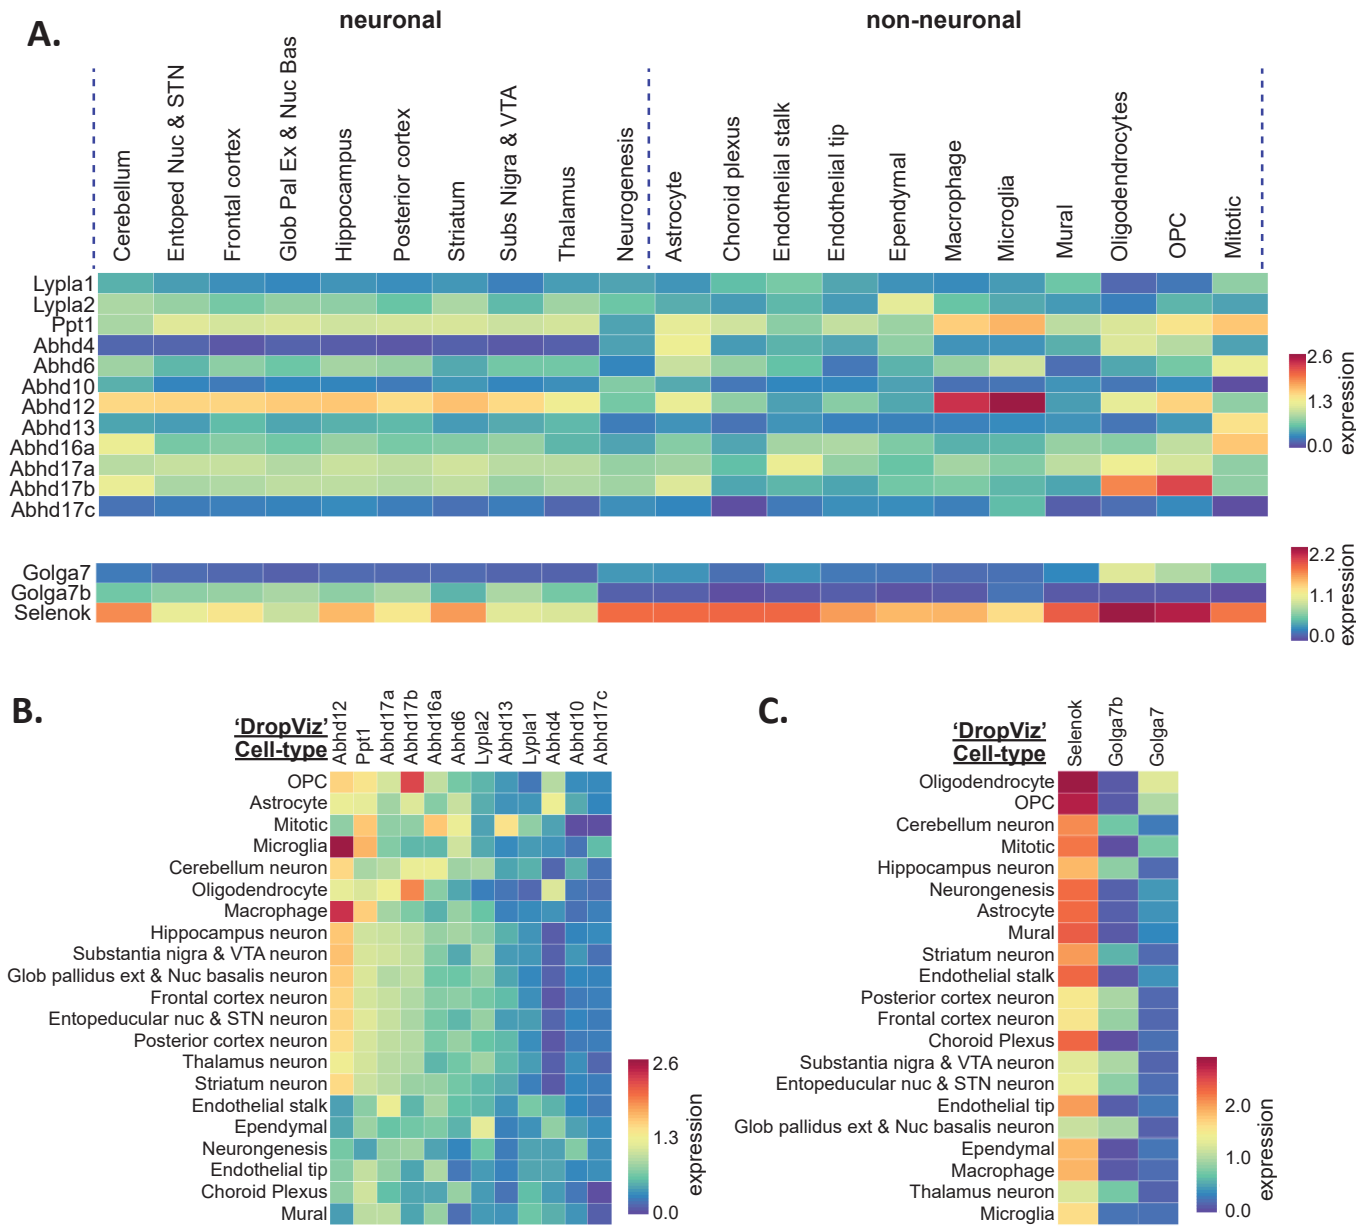 A.
neuronal
non-neuronal
Cerebellum
Entoped Nuc & STN
Frontal cortex
Glob Pal Ex & Nuc Bas
Hippocampus
Posterior cortex
Striatum
Subs Nigra & VTA
Thalamus
Neurogenesis
Astrocyte
Choroid plexus
Endothelial stalk
Endothelial tip
Ependymal
Macrophage
Microglia
Mural
Oligodendrocytes
OPC
Mitotic
Lypla1
Lypla2
Ppt1
Abhd4
Abhd6
Abhd10
Abhd12
Abhd13
Abhd16a
Abhd17a
Abhd17b
Abhd17c
2.6
1.3
0.0
expression
Golga7
Golga7b
Selenok
2.2
1.1
0.0
expression
B.
'DropViz'
Cell-type
Abhd12
Ppt1
Abhd17a
Abhd17b
Abhd16a
Abhd6
Lypla2
Abhd13
Lypla1
Abhd4
Abhd10
Abhd17c
OPC
Astrocyte
Mitotic
Microglia
Cerebellum neuron
Oligodendrocyte
Macrophage
Hippocampus neuron
Substantia nigra & VTA neuron
Glob pallidus ext & Nuc basalis neuron
Frontal cortex neuron
Entopeducular nuc & STN neuron
Posterior cortex neuron
Thalamus neuron
Striatum neuron
Endothelial stalk
Ependymal
Neurongenesis
Endothelial tip
Choroid Plexus
Mural
2.6
1.3
0.0
expression
C.
'DropViz'
Cell-type
Selenok
Golga7b
Golga7
Oligodendrocyte
OPC
Cerebellum neuron
Mitotic
Hippocampus neuron
Neurongenesis
Astrocyte
Mural
Striatum neuron
Endothelial stalk
Posterior cortex neuron
Frontal cortex neuron
Choroid Plexus
Substantia nigra & VTA neuron
Entopeducular nuc & STN neuron
Endothelial tip
Glob pallidus ext & Nuc basalis neuron
Ependymal
Macrophage
Thalamus neuron
Microglia
2.0
1.0
0.0
expression